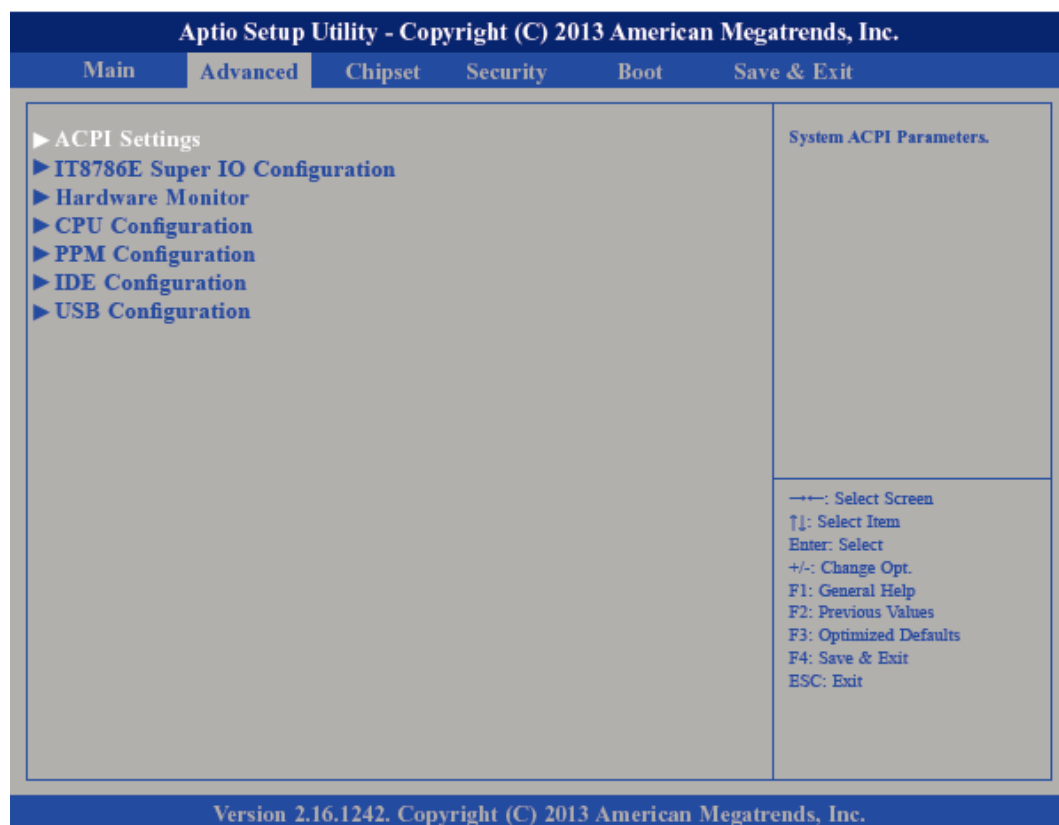 Aptio Setup Utility - Copyright (C) 2013 American Megatrends, Inc.
Main Advanced Chipset Security Boot Save & Exit
▶ ACPI Settings
▶ IT8786E Super IO Configuration
▶ Hardware Monitor
▶ CPU Configuration
▶ PPM Configuration
▶ IDE Configuration
▶ USB Configuration
System ACPI Parameters.
→←: Select Screen
↑↓: Select Item
Enter: Select
+/-: Change Opt.
F1: General Help
F2: Previous Values
F3: Optimized Defaults
F4: Save & Exit
ESC: Exit
Version 2.16.1242. Copyright (C) 2013 American Megatrends, Inc.